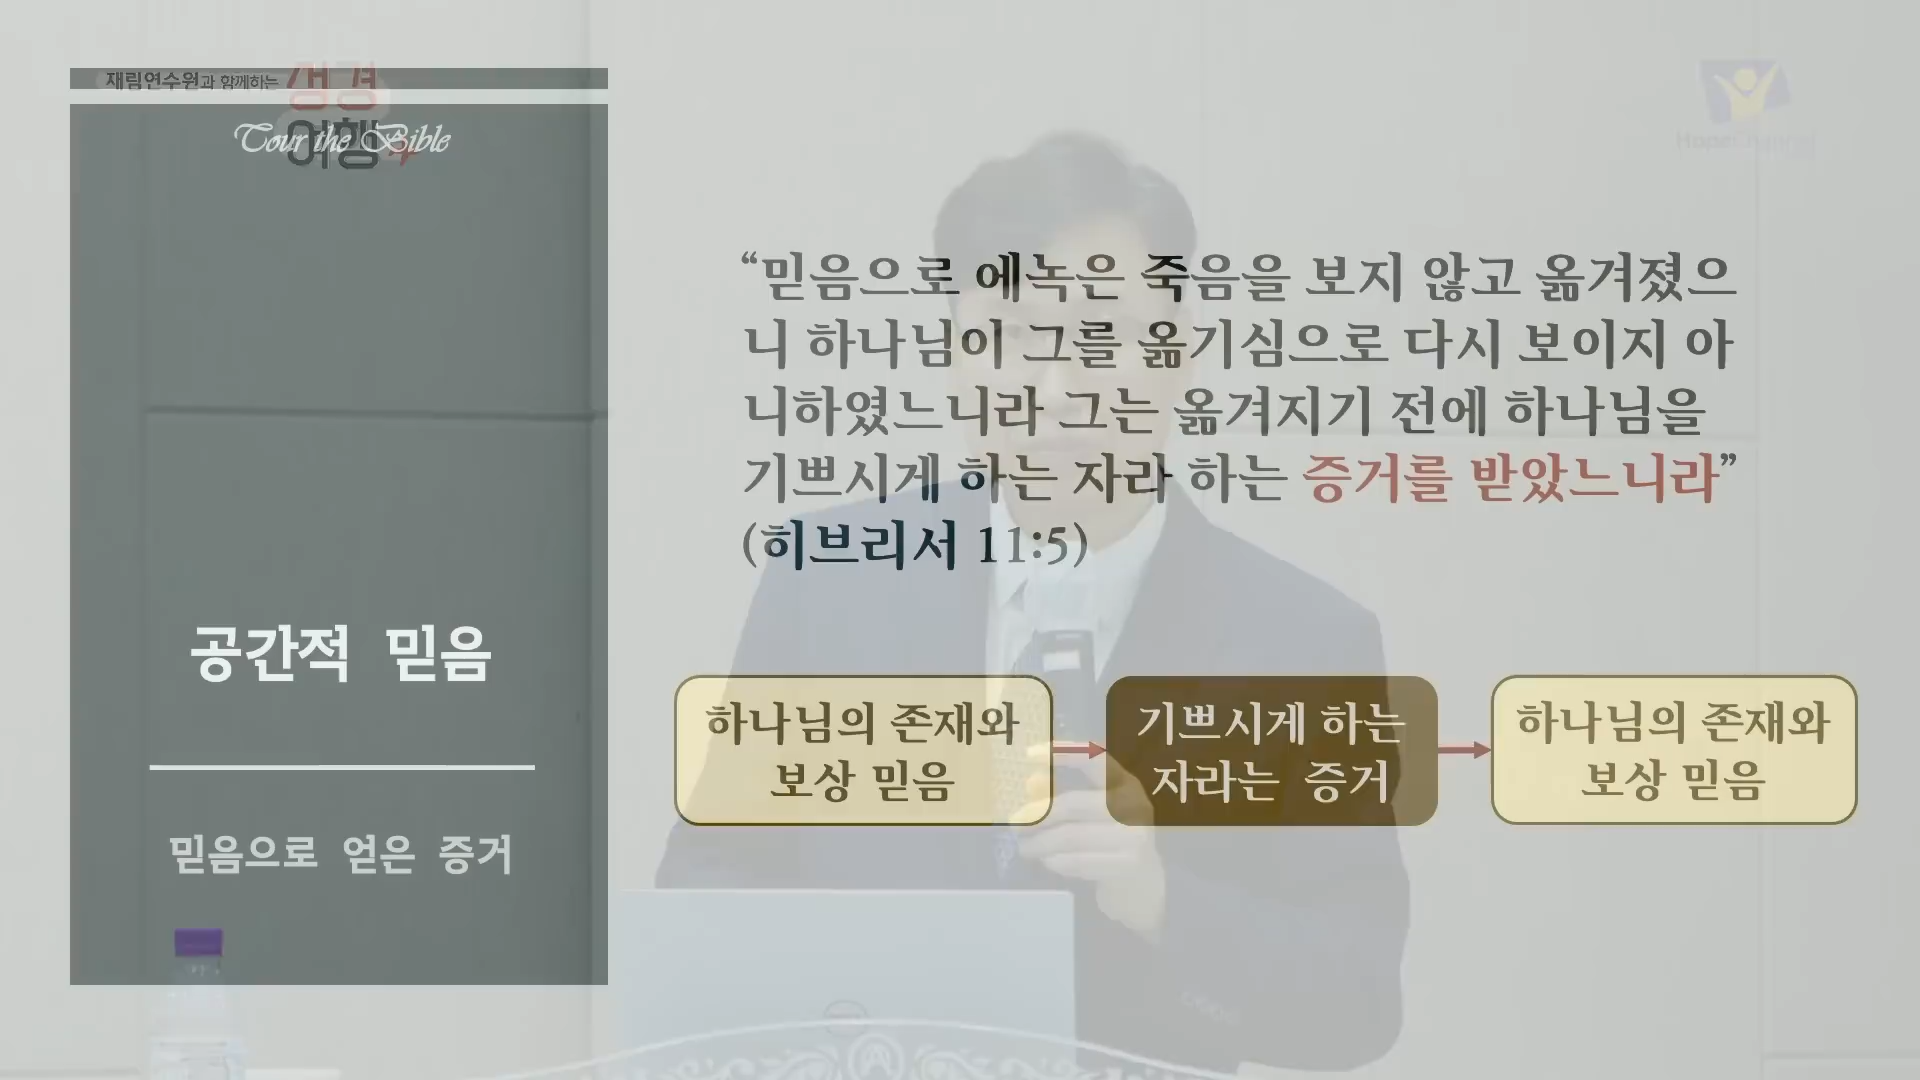 재림연수원과 함께하는
성경
여행
Tour the Bible
공간적 믿음
믿음으로 얻은 증거
“믿음으로 에녹은 죽음을 보지 않고 옮겨졌으
니 하나님이 그를 옮기심으로 다시 보이지 아
니하였느니라 그는 옮겨지기 전에 하나님을
기쁘시게 하는 자라 하는 증거를 받았느니라”
(히브리서 11:5)
하나님의 존재와
보상 믿음
기쁘시게 하는
자라는 증거
하나님의 존재와
보상 믿음